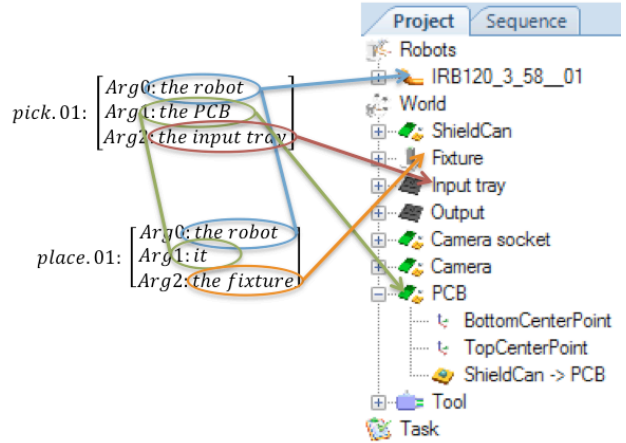 pick.01: [Arg0: the robot
Arg1: the PCB
Arg2: the input tray]
place.01: [Arg0: the robot
Arg1: it
Arg2: the fixture]
Project Sequence
Robots
IRB120_3_58__01
World
ShieldCan
Fixture
Input tray
Output
Camera socket
Camera
PCB
BottomCenterPoint
TopCenterPoint
ShieldCan -> PCB
Tool
Task